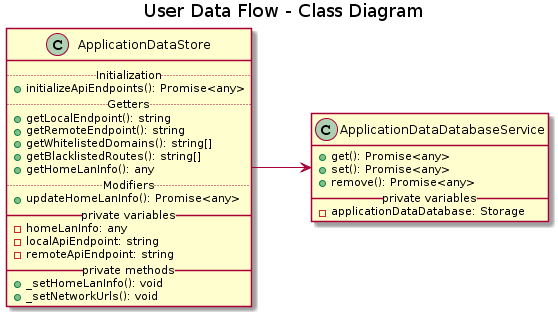 User Data Flow - Class Diagram
C ApplicationDataStore
Initialization
initializeApiEndpoints(): Promise<any>
Getters
getLocalEndpoint(): string
getRemoteEndpoint(): string
getWhitelistedDomains(): string[]
getBlacklistedRoutes(): string[]
getHomeLanInfo(): any
Modifiers
updateHomeLanInfo(): Promise<any>
private variables
homeLanInfo: any
localApiEndpoint: string
remoteApiEndpoint: string
private methods
_setHomeLanInfo(): void
_setNetworkUrls(): void
C ApplicationDataDatabaseService
get(): Promise<any>
set(): Promise<any>
remove(): Promise<any>
private variables
applicationDataDatabase: Storage